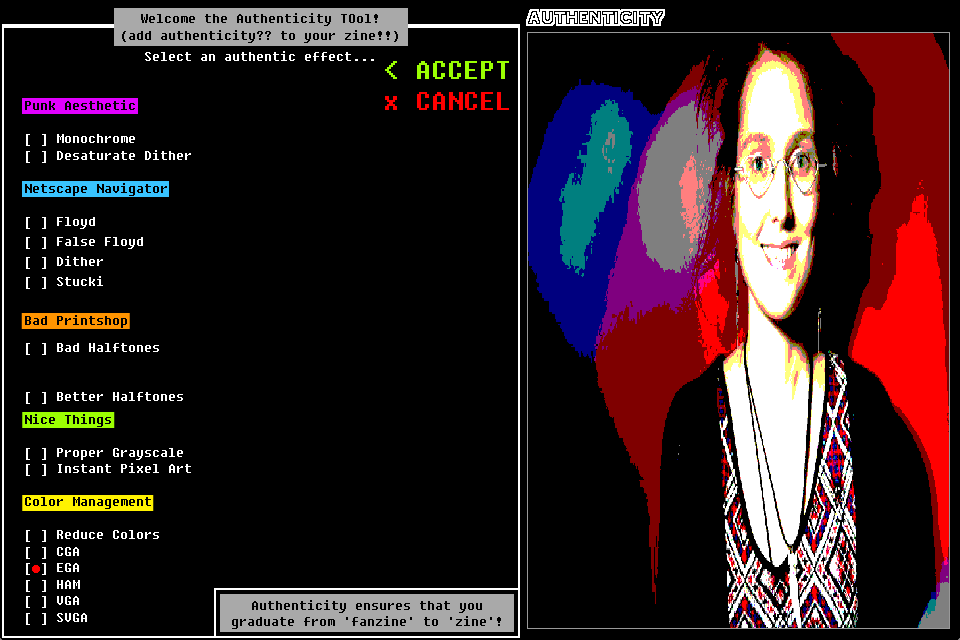 Welcome the Authenticity TOol!
(add authenticity?? to your zine!!)
Select an authentic effect...
< ACCEPT
x CANCEL
Punk Aesthetic
[ ] Monochrome
[ ] Desaturate Dither
Netscape Navigator
[ ] Floyd
[ ] False Floyd
[ ] Dither
[ ] Stucki
Bad Printshop
[ ] Bad Halftones
[ ] Better Halftones
Nice Things
[ ] Proper Grayscale
[ ] Instant Pixel Art
Color Management
[ ] Reduce Colors
[ ] CGA
[●] EGA
[ ] HAM
[ ] VGA
[ ] SVGA
Authenticity ensures that you
graduate from 'fanzine' to 'zine'!
AUTHENTICITY